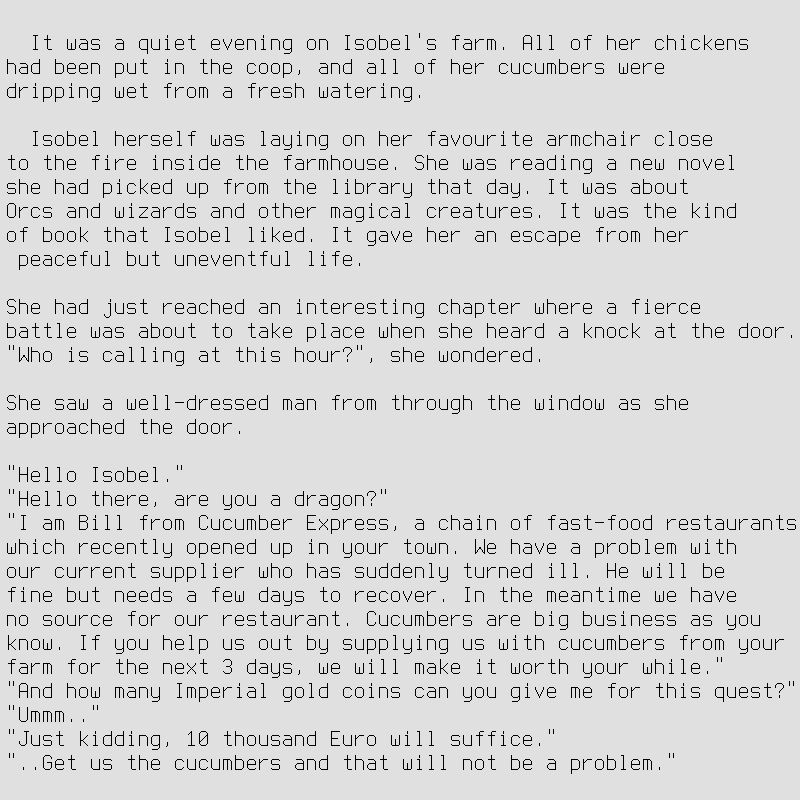 It was a quiet evening on Isobel's farm. All of her chickens
had been put in the coop, and all of her cucumbers were
dripping wet from a fresh watering.
Isobel herself was laying on her favourite armchair close
to the fire inside the farmhouse. She was reading a new novel
she had picked up from the library that day. It was about
Orcs and wizards and other magical creatures. It was the kind
of book that Isobel liked. It gave her an escape from her
peaceful but uneventful life.
She had just reached an interesting chapter where a fierce
battle was about to take place when she heard a knock at the door.
"Who is calling at this hour?", she wondered.
She saw a well-dressed man from through the window as she
approached the door.
"Hello Isobel."
"Hello there, are you a dragon?"
"I am Bill from Cucumber Express, a chain of fast-food restaurants
which recently opened up in your town. We have a problem with
our current supplier who has suddenly turned ill. He will be
fine but needs a few days to recover. In the meantime we have
no source for our restaurant. Cucumbers are big business as you
know. If you help us out by supplying us with cucumbers from your
farm for the next 3 days, we will make it worth your while."
"And how many Imperial gold coins can you give me for this quest?"
"Ummm.."
"Just kidding, 10 thousand Euro will suffice."
"..Get us the cucumbers and that will not be a problem."